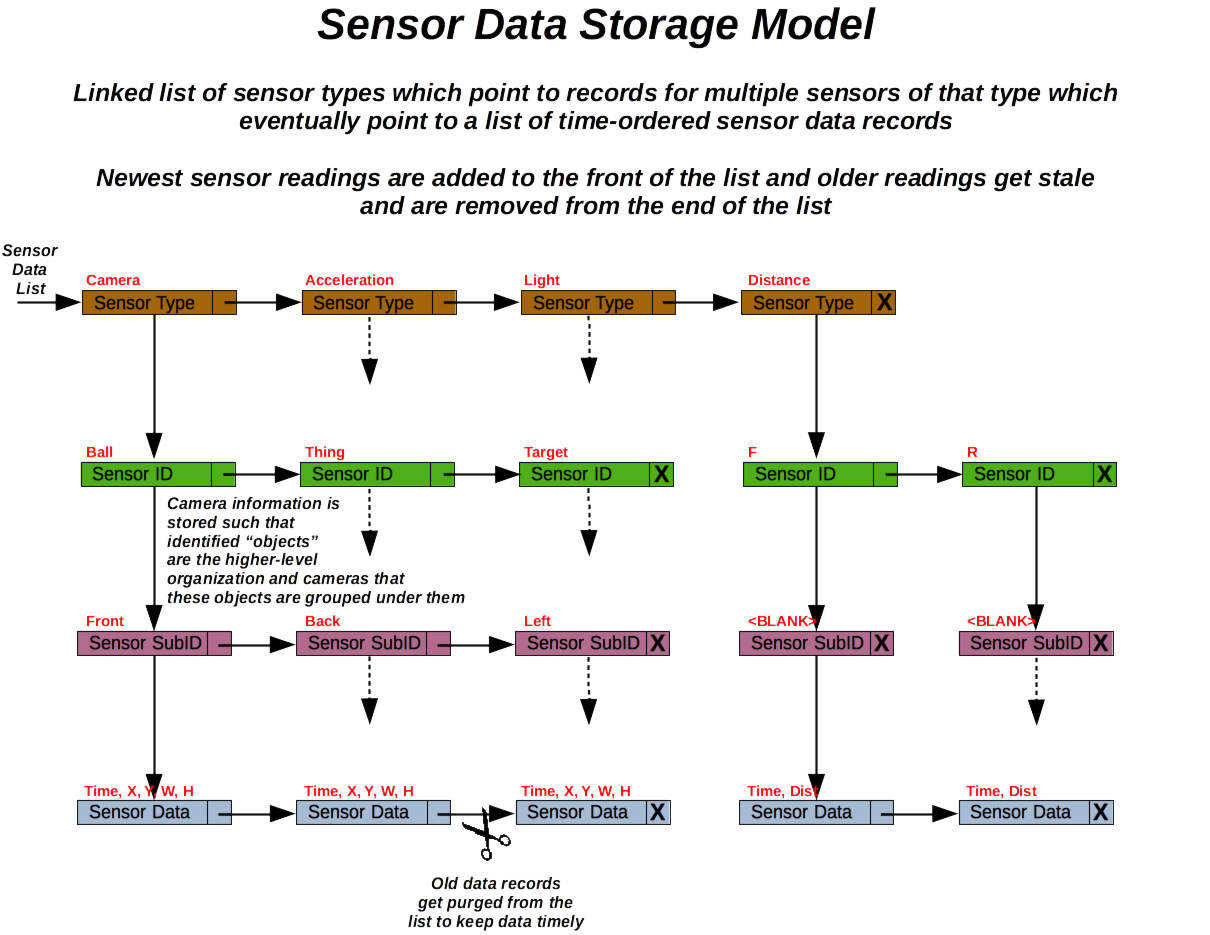 Sensor Data Storage Model
Linked list of sensor types which point to records for multiple sensors of that type which
eventually point to a list of time-ordered sensor data records
Newest sensor readings are added to the front of the list and older readings get stale
and are removed from the end of the list
Sensor
Data
List
Camera
Acceleration
Light
Distance
Sensor Type
Sensor Type
Sensor Type
Sensor Type X
Ball
Thing
Target
F
R
Sensor ID
Sensor ID
Sensor ID X
Sensor ID
Sensor ID X
Camera information is
stored such that
identified “objects”
are the higher-level
organization and cameras that
these objects are grouped under them
Front
Back
Left
<BLANK>
<BLANK>
Sensor SubID
Sensor SubID
Sensor SubID X
Sensor SubID X
Sensor SubID X
Time, X, Y, W, H
Time, X, Y, W, H
Time, X, Y, W, H
Time, Dist
Time, Dist
Sensor Data
Sensor Data
Sensor Data X
Sensor Data
Sensor Data X
Old data records
get purged from the
list to keep data timely